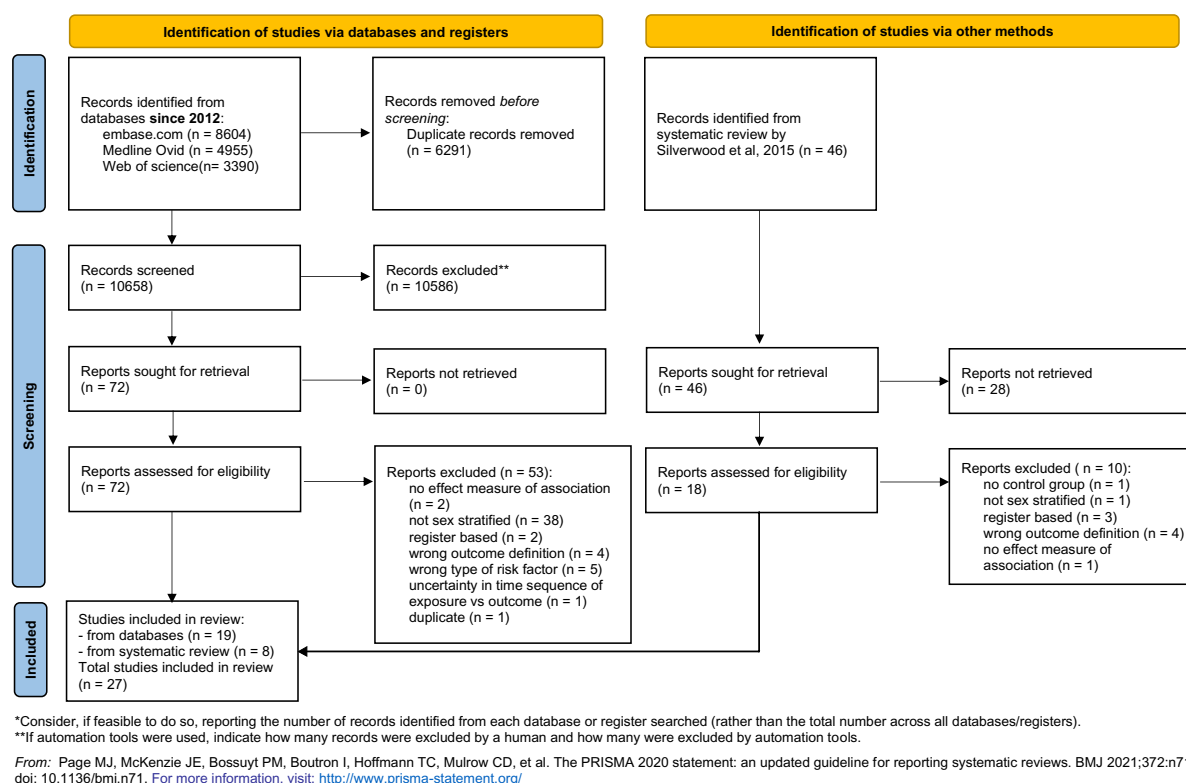 Identification of studies via databases and registers
Identification of studies via other methods
Identification
Records identified from
databases since 2012:
embase.com (n = 8604)
Medline Ovid (n = 4955)
Web of science(n= 3390)
Records removed before
screening:
Duplicate records removed
(n = 6291)
Records identified from
systematic review by
Silverwood et al, 2015 (n = 46)
Screening
Records screened
(n = 10658)
Records excluded**
(n = 10586)
Reports sought for retrieval
(n = 72)
Reports not retrieved
(n = 0)
Reports sought for retrieval
(n = 46)
Reports not retrieved
(n = 28)
Reports assessed for eligibility
(n = 72)
Reports excluded (n = 53):
no effect measure of association
(n = 2)
not sex stratified (n = 38)
register based (n = 2)
wrong outcome definition (n = 4)
wrong type of risk factor (n = 5)
uncertainty in time sequence of
exposure vs outcome (n = 1)
duplicate (n = 1)
Reports assessed for eligibility
(n = 18)
Reports excluded ( n = 10):
no control group (n = 1)
not sex stratified (n = 1)
register based (n = 3)
wrong outcome definition (n = 4)
no effect measure of
association (n = 1)
Included
Studies included in review:
- from databases (n = 19)
- from systematic review (n = 8)
Total studies included in review
(n = 27)
*Consider, if feasible to do so, reporting the number of records identified from each database or register searched (rather than the total number across all databases/registers).
**If automation tools were used, indicate how many records were excluded by a human and how many were excluded by automation tools.
From: Page MJ, McKenzie JE, Bossuyt PM, Boutron I, Hoffmann TC, Mulrow CD, et al. The PRISMA 2020 statement: an updated guideline for reporting systematic reviews. BMJ 2021;372:n7
doi: 10.1136/bmj.n71. For more information, visit: http://www.prisma-statement.org/